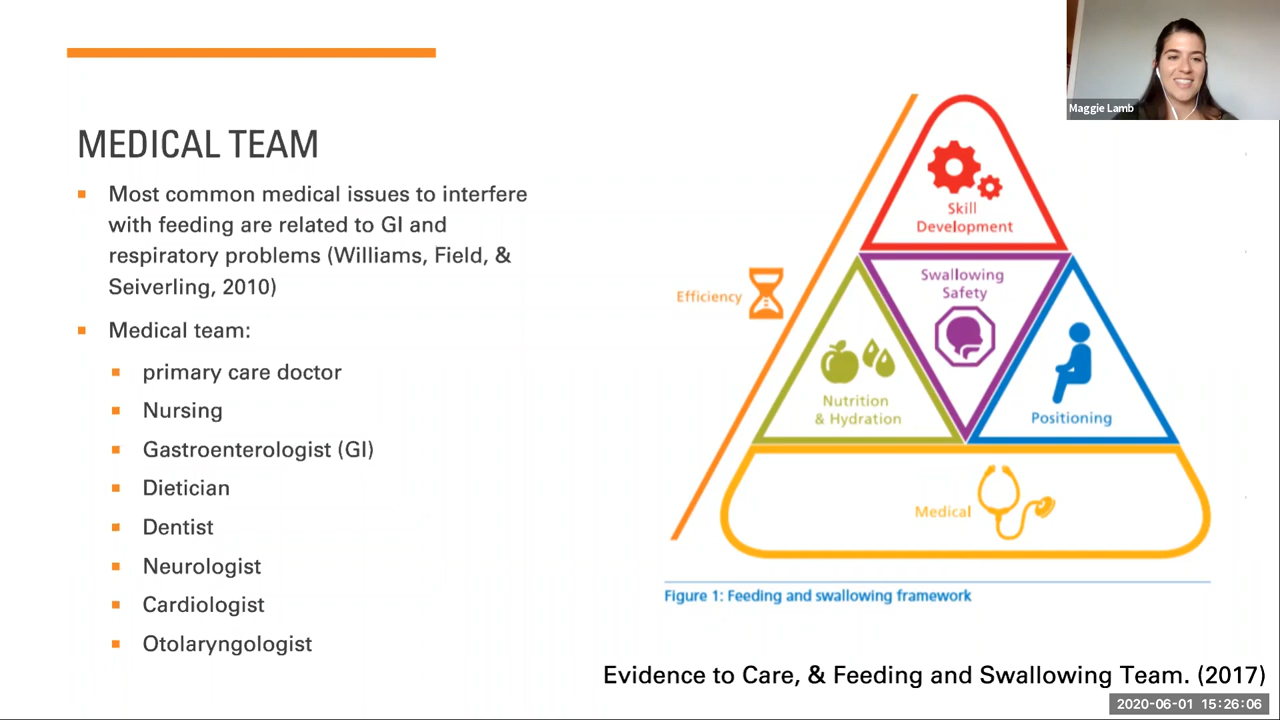 Maggie Lamb
MEDICAL TEAM
Most common medical issues to interfere
with feeding are related to GI and
respiratory problems (Williams, Field, &
Seiverling, 2010)
Medical team:
primary care doctor
Nursing
Gastroenterologist (GI)
Dietician
Dentist
Neurologist
Cardiologist
Otolaryngologist
Skill
Development
Efficiency
Swallowing
Safety
Nutrition
& Hydration
Positioning
Medical
Figure 1: Feeding and swallowing framework
Evidence to Care, & Feeding and Swallowing Team. (2017)
2020-06-01 15:26:06